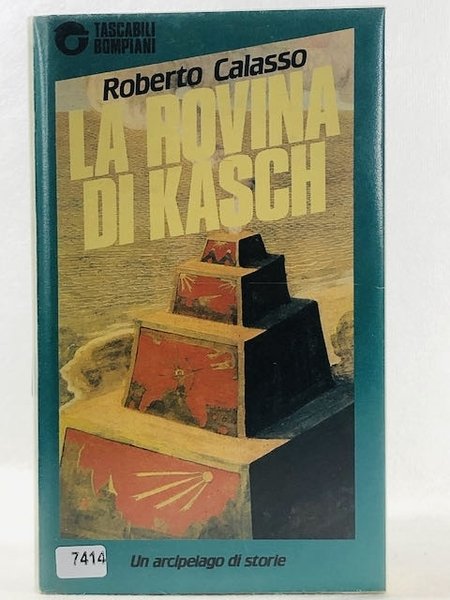 TASCABILI
BOMPIANI
Roberto Calasso
LA ROVINA
DI KASCH
7414
Un arcipelago di storie